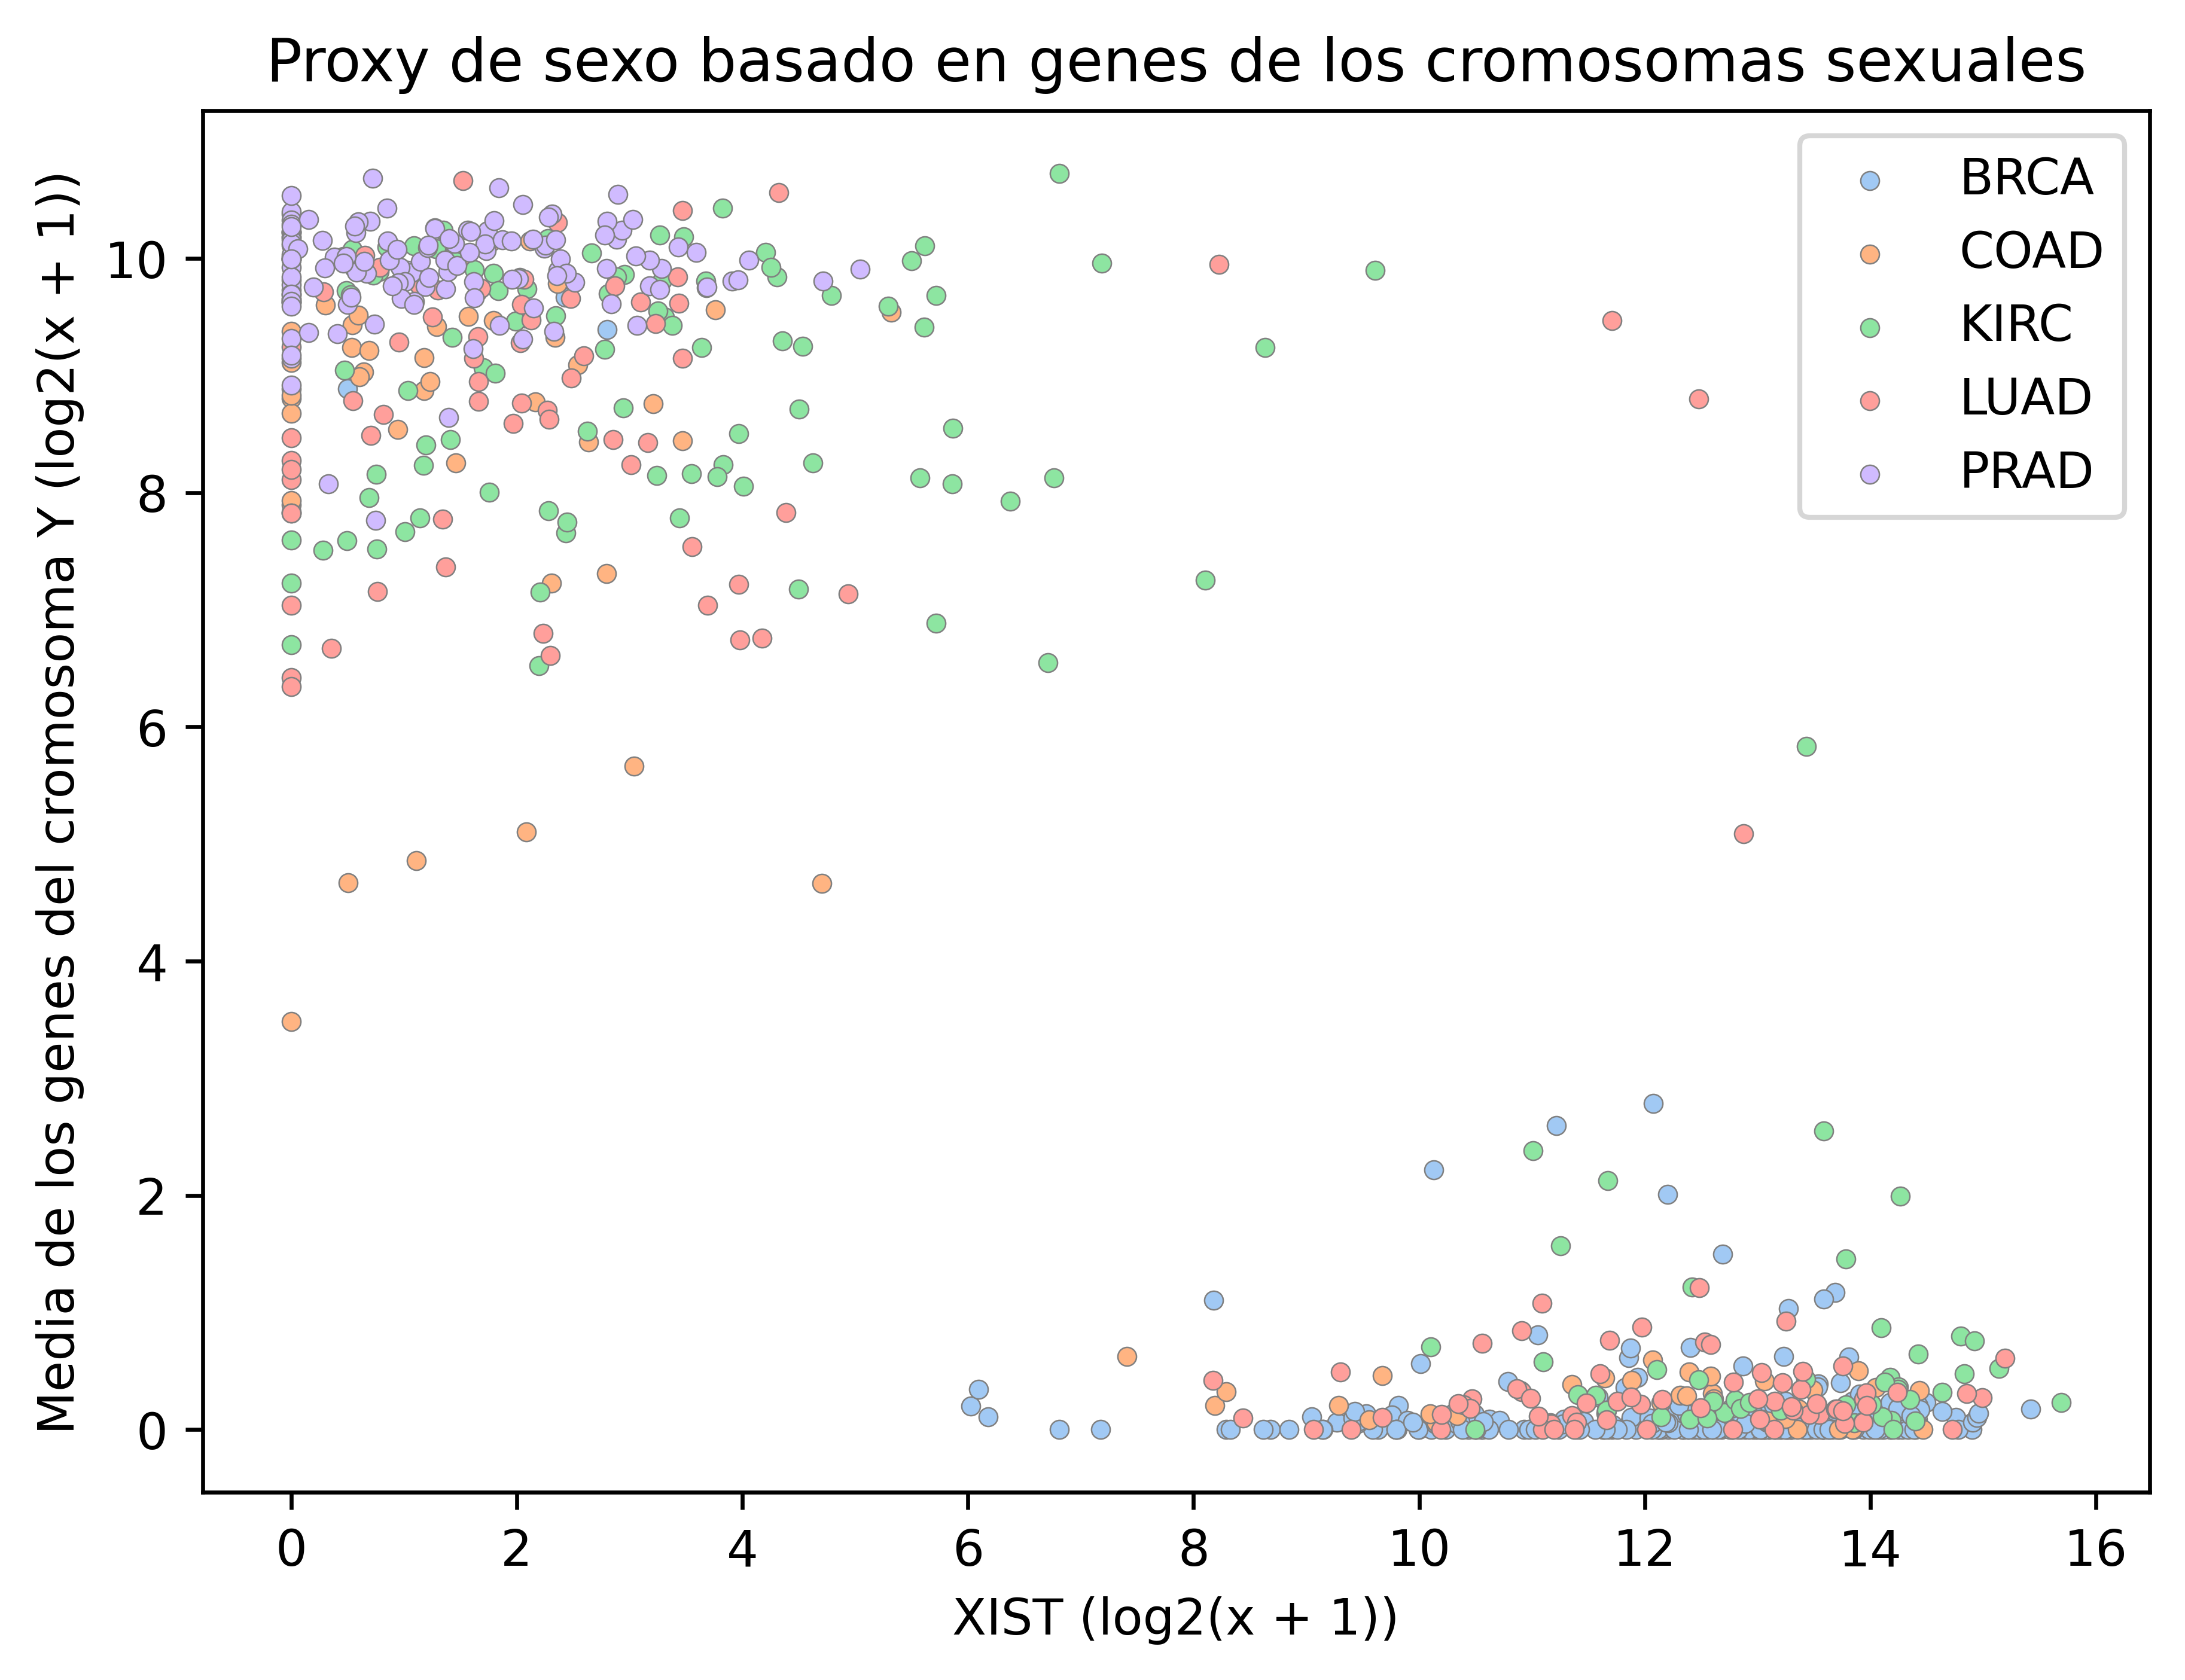 Proxy de sexo basado en genes de los cromosomas sexuales
Media de los genes del cromosoma Y (log2(x + 1))
10
8
6
4
2
0
BRCA
COAD
KIRC
LUAD
PRAD
0 2 4 6 8 10 12 14 16
XIST (log2(x + 1))